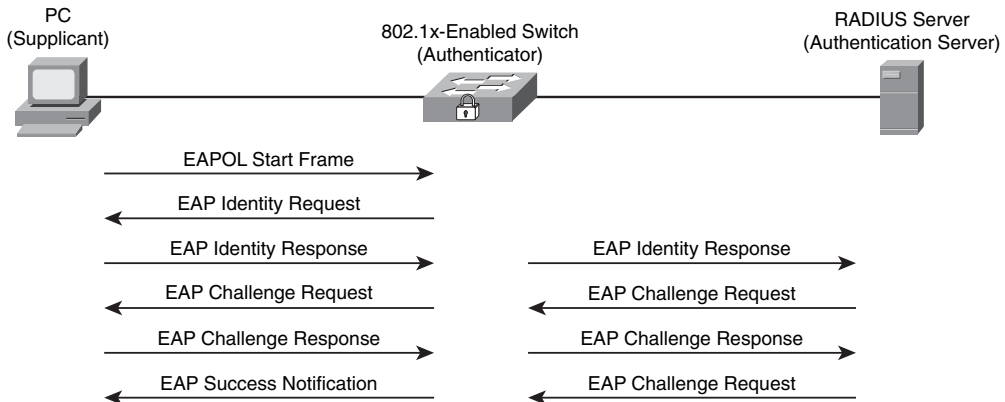 PC
(Supplicant)
802.1x-Enabled Switch
(Authenticator)
RADIUS Server
(Authentication Server)
EAPOL Start Frame
EAP Identity Request
EAP Identity Response
EAP Identity Response
EAP Challenge Request
EAP Challenge Request
EAP Challenge Response
EAP Challenge Response
EAP Success Notification
EAP Challenge Request